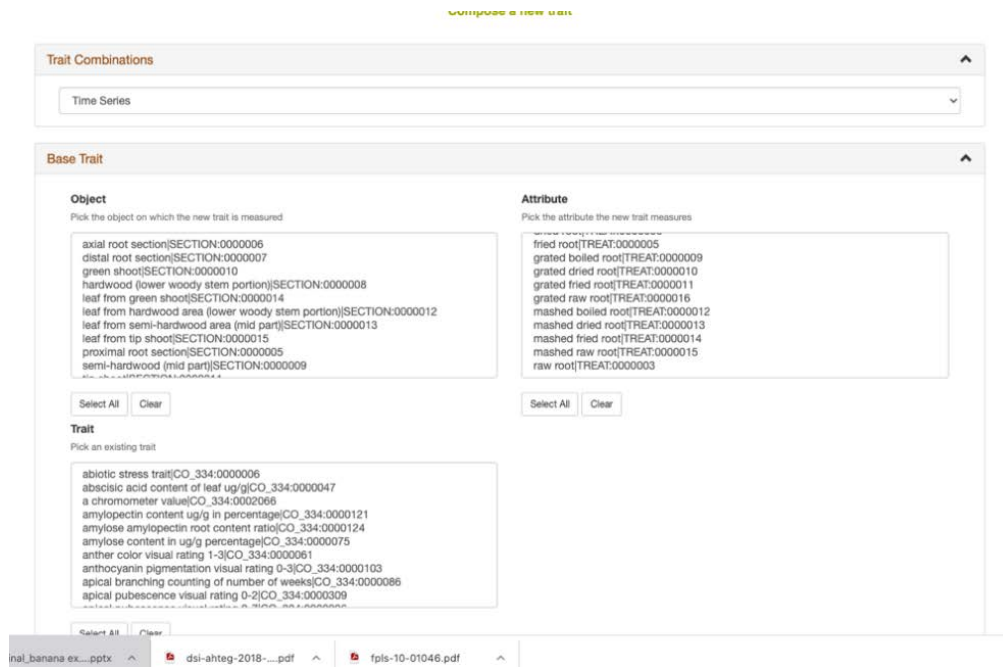 Compose a new trait
Trait Combinations
Time Series
Base Trait
Object
Pick the object on which the new trait is measured
axial root section|SECTION:0000006
distal root section|SECTION:0000007
green shoot|SECTION:0000010
hardwood (lower woody stem portion)|SECTION:0000008
leaf from green shoot|SECTION:0000014
leaf from hardwood area (lower woody stem portion)|SECTION:0000012
leaf from semi-hardwood area (mid part)|SECTION:0000013
leaf from tip shoot|SECTION:0000015
proximal root section|SECTION:0000005
semi-hardwood (mid part)|SECTION:0000009
Select All Clear
Attribute
Pick the attribute the new trait measures
fried root|TREAT:0000005
grated boiled root|TREAT:0000009
grated dried root|TREAT:0000010
grated fried root|TREAT:0000011
grated raw root|TREAT:0000016
mashed boiled root|TREAT:0000012
mashed dried root|TREAT:0000013
mashed fried root|TREAT:0000014
mashed raw root|TREAT:0000015
raw root|TREAT:0000003
Select All Clear
Trait
Pick an existing trait
abiotic stress trait|CO_334:0000006
abscisic acid content of leaf ug/g|CO_334:0000047
a chromometer value|CO_334:0002066
amylopectin content ug/g in percentage|CO_334:0000121
amylose amylopectin root content ratio|CO_334:0000124
amylose content in ug/g percentage|CO_334:0000075
anther color visual rating 1-3|CO_334:0000061
anthocyanin pigmentation visual rating 0-3|CO_334:0000103
apical branching counting of number of weeks|CO_334:0000086
apical pubescence visual rating 0-2|CO_334:0000309
Select All Clear
inal_banana ex....pptx dsi-ahteg-2018-....pdf fpls-10-01046.pdf